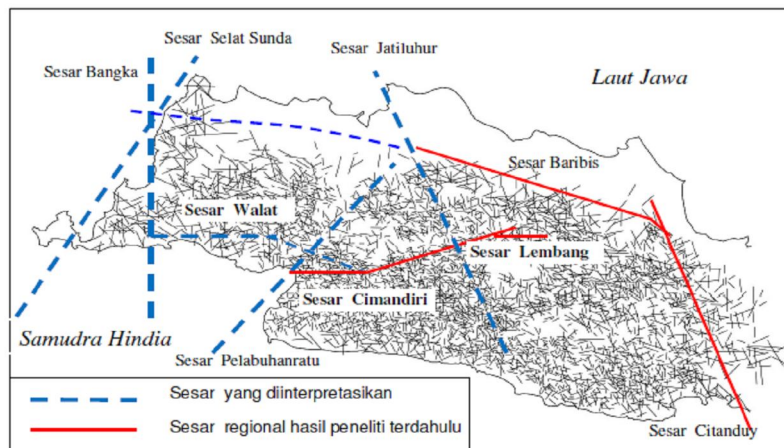 Sesar Selat Sunda
Sesar Jatiluhur
Laut Jawa
Sesar Bangka
Sesar Baribis
Sesar Walat
Sesar Lembang
Sesar Cimandiri
Samudra Hindia
Sesar Pelabuhanratu
Sesar yang diinterpretasikan
Sesar regional hasil peneliti terdahulu
Sesar Citanduy